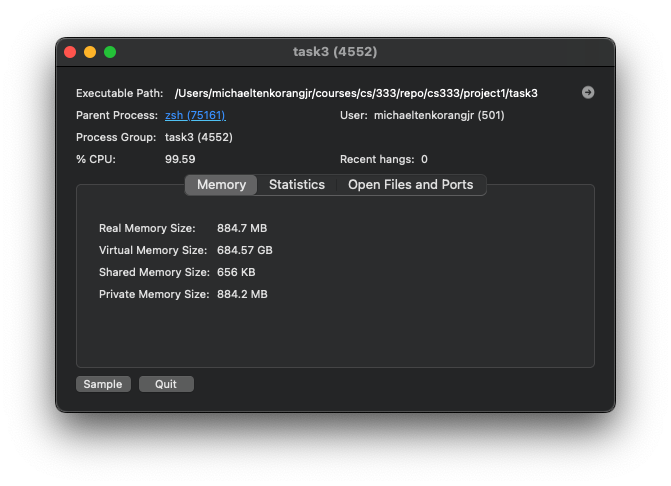 task3 (4552)
Executable Path: /Users/michaeltenkorangjr/courses/cs/333/repo/cs333/project1/task3
Parent Process: zsh (75161) User: michaeltenkorangjr (501)
Process Group: task3 (4552)
% CPU: 99.59 Recent hangs: 0
Memory Statistics Open Files and Ports
Real Memory Size: 884.7 MB
Virtual Memory Size: 684.57 GB
Shared Memory Size: 656 KB
Private Memory Size: 884.2 MB
Sample Quit